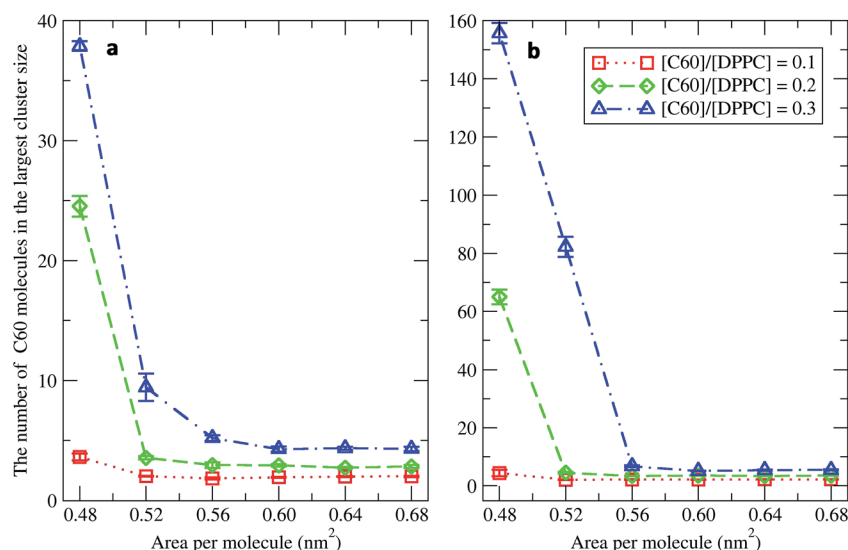 The number of C60 molecules in the largest cluster size
40
30
20
10
0
a
0.48 0.52 0.56 0.60 0.64 0.68
Area per molecule (nm²)
160
140
120
100
80
60
40
20
0
b
[C60]/[DPPC] = 0.1
[C60]/[DPPC] = 0.2
[C60]/[DPPC] = 0.3
0.48 0.52 0.56 0.60 0.64 0.68
Area per molecule (nm²)